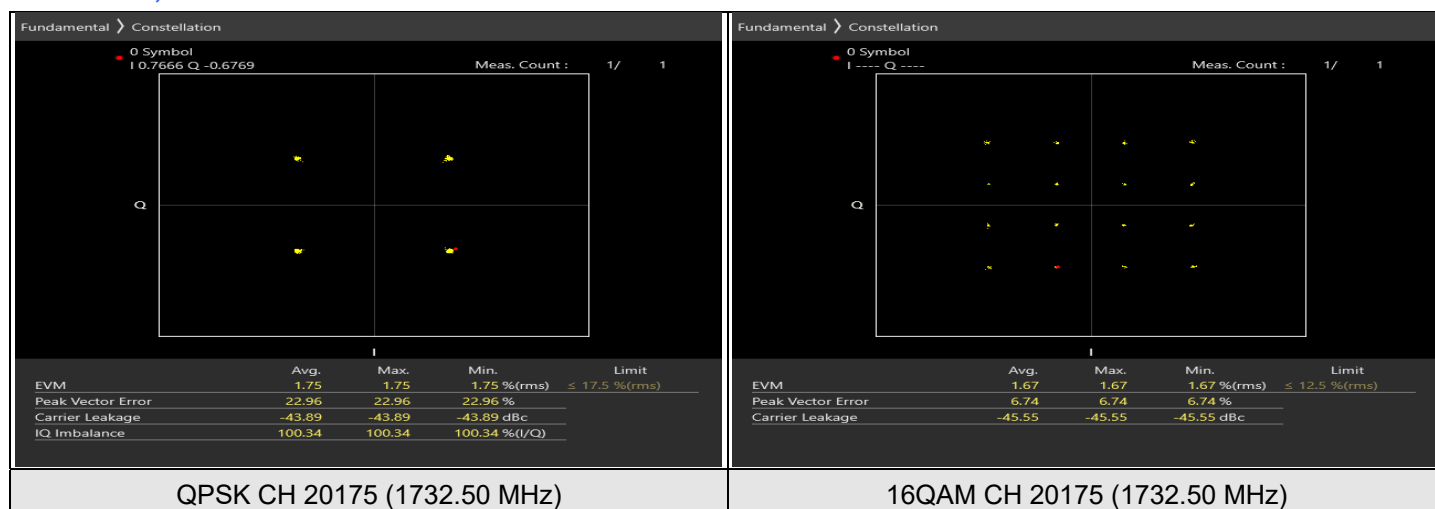 Fundamental > Constellation
0 Symbol
I 0.7666 Q -0.6769
Meas. Count : 1/ 1
Q
I
Avg. Max. Min. Limit
EVM 1.75 1.75 1.75 %(rms) ≤ 17.5 %(rms)
Peak Vector Error 22.96 22.96 22.96 %
Carrier Leakage -43.89 -43.89 -43.89 dBc
IQ Imbalance 100.34 100.34 100.34 %(I/Q)
QPSK CH 20175 (1732.50 MHz)
Fundamental > Constellation
0 Symbol
I ---- Q ----
Meas. Count : 1/ 1
Q
I
Avg. Max. Min. Limit
EVM 1.67 1.67 1.67 %(rms) ≤ 12.5 %(rms)
Peak Vector Error 6.74 6.74 6.74 %
Carrier Leakage -45.55 -45.55 -45.55 dBc
16QAM CH 20175 (1732.50 MHz)